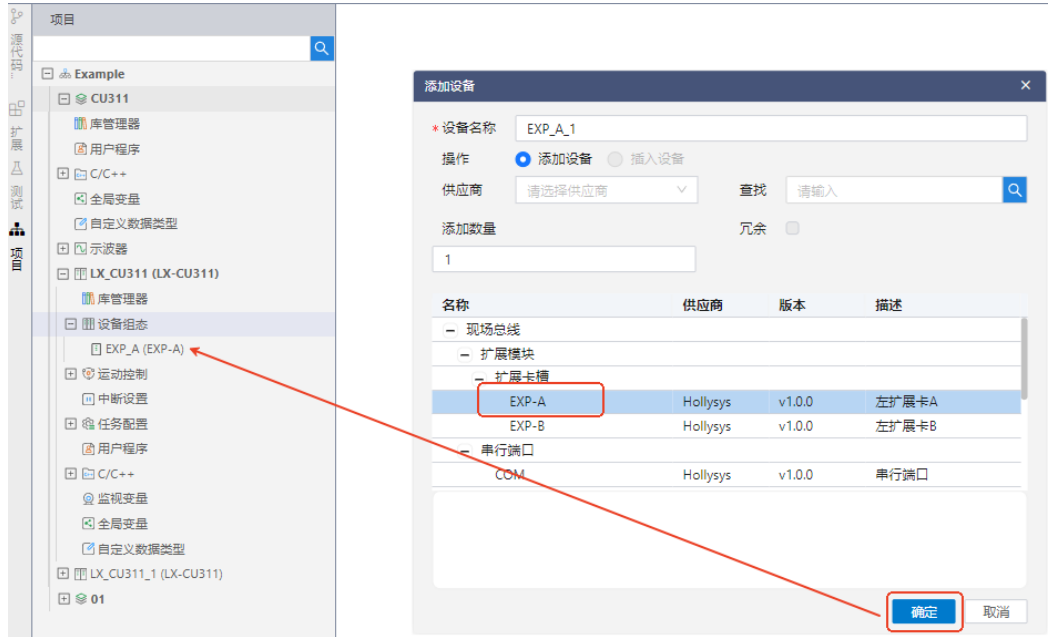 项目
源代码...
扩展
测试
项目
Example
CU311
库管理器
用户程序
C/C++
全局变量
自定义数据类型
示波器
LX_CU311 (LX-CU311)
库管理器
设备组态
EXP_A (EXP-A)
运动控制
中断设置
任务配置
用户程序
C/C++
监视变量
全局变量
自定义数据类型
LX_CU311_1 (LX-CU311)
01
添加设备
* 设备名称 EXP_A_1
操作 添加设备 插入设备
供应商 请选择供应商 查找 请输入
添加数量 冗余
1
名称 供应商 版本 描述
现场总线
扩展模块
扩展卡槽
EXP-A Hollysys v1.0.0 左扩展卡A
EXP-B Hollysys v1.0.0 左扩展卡B
串行端口
COM Hollysys v1.0.0 串行端口
确定 取消